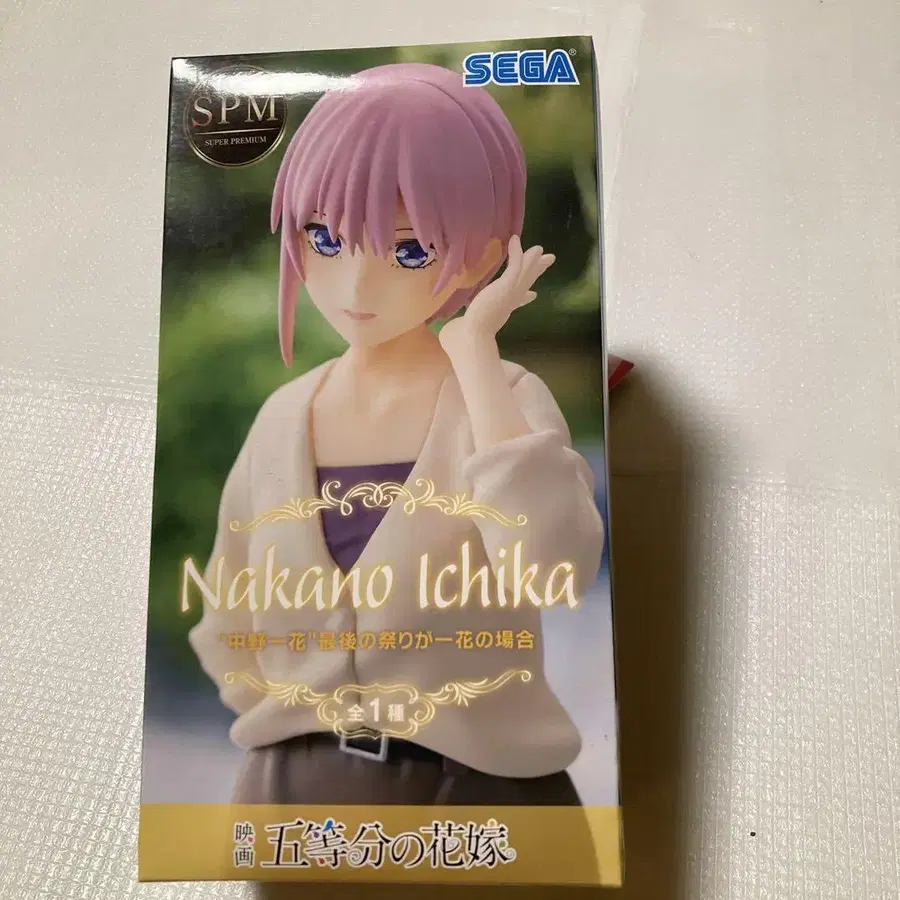 SEGA®
SPM
SUPER PREMIUM
Nakano Ichika
"中野一花"最後の祭りが一花の場合
全1種
映画 五等分の花嫁